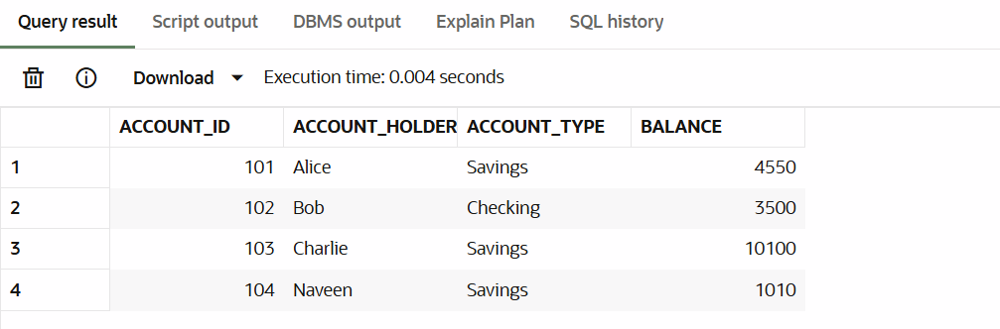 Query result Script output DBMS output Explain Plan SQL history
Download Execution time: 0.004 seconds
ACCOUNT_ID ACCOUNT_HOLDER ACCOUNT_TYPE BALANCE
1 101 Alice Savings 4550
2 102 Bob Checking 3500
3 103 Charlie Savings 10100
4 104 Naveen Savings 1010